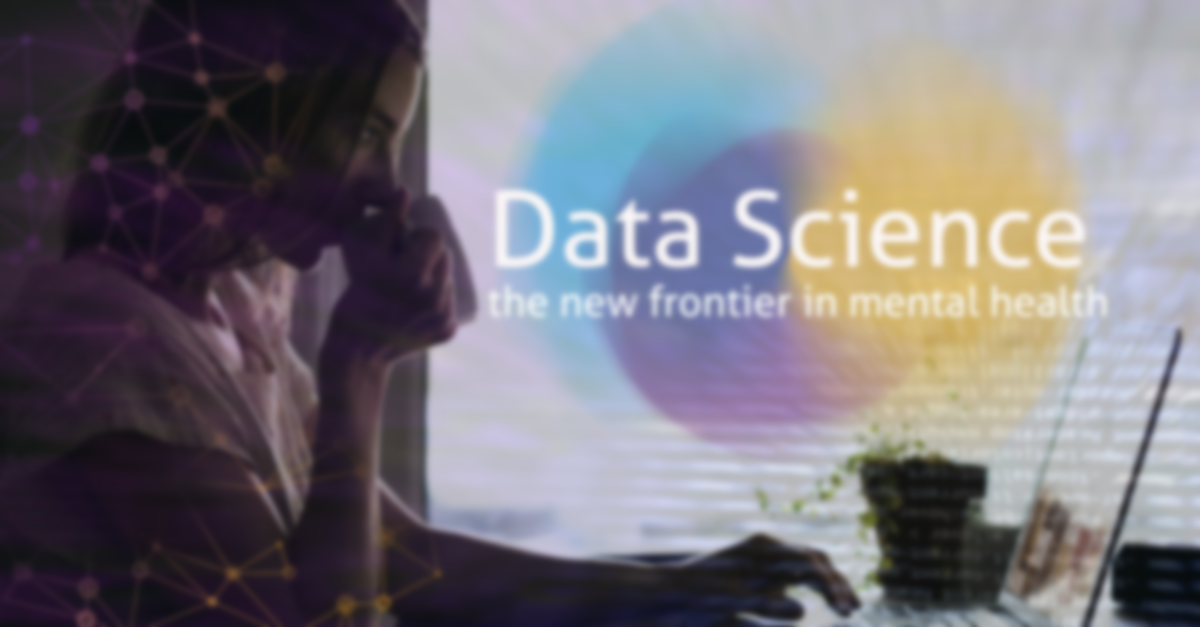 Data Science
the new frontier in mental health